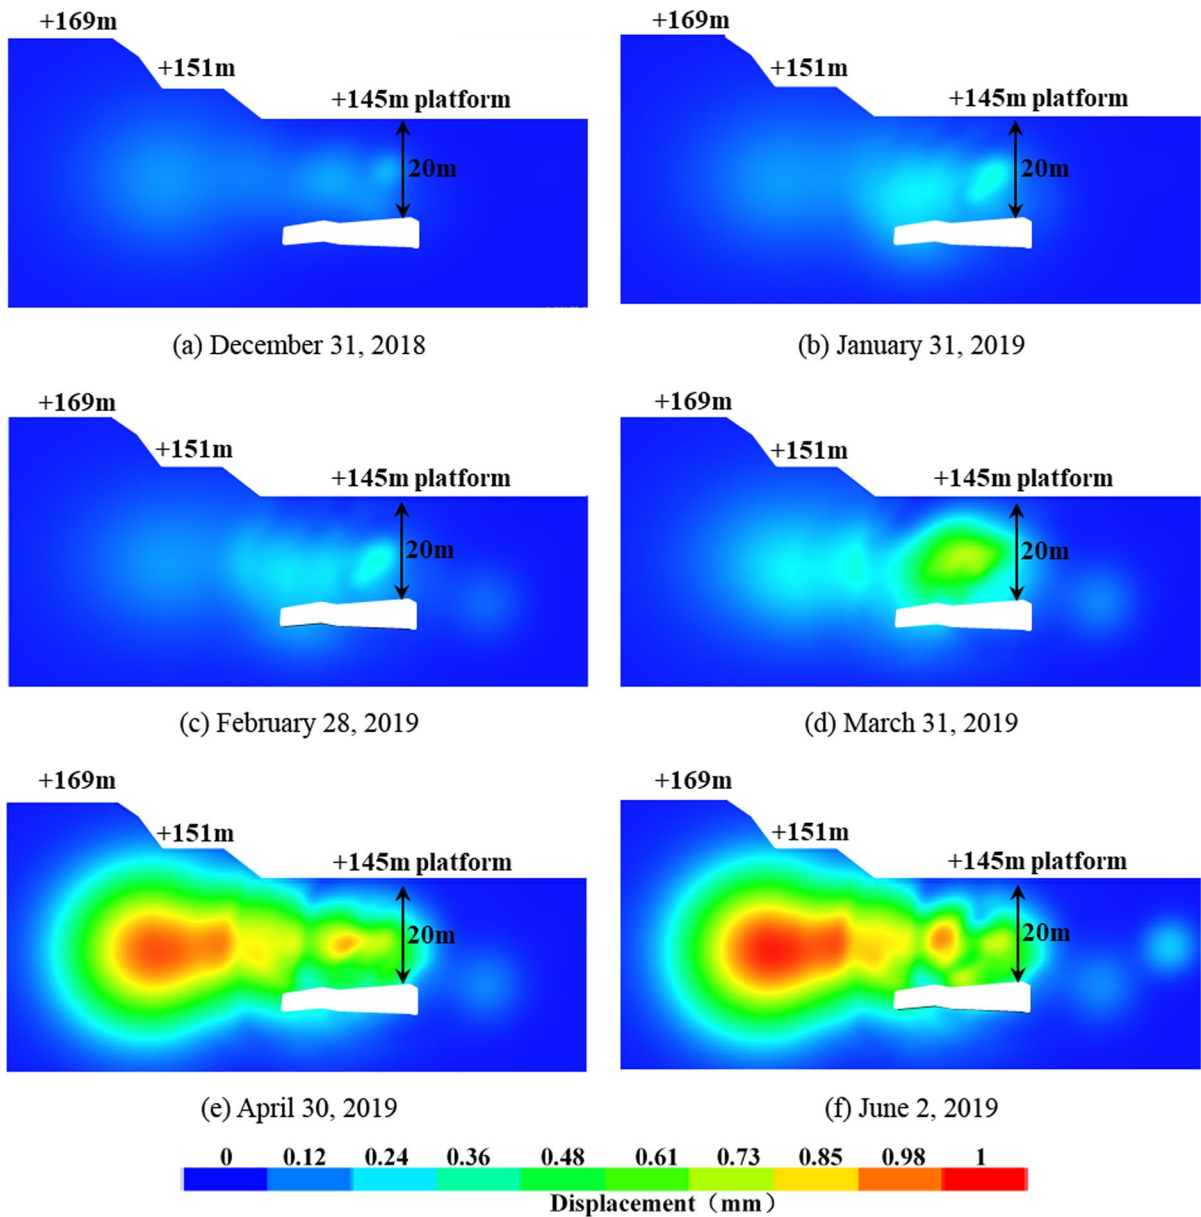 +169m
+151m
+145m platform
20m
(a) December 31, 2018
+169m
+151m
+145m platform
20m
(b) January 31, 2019
+169m
+151m
+145m platform
20m
(c) February 28, 2019
+169m
+151m
+145m platform
20m
(d) March 31, 2019
+169m
+151m
+145m platform
20m
(e) April 30, 2019
+169m
+151m
+145m platform
20m
(f) June 2, 2019
0 0.12 0.24 0.36 0.48 0.61 0.73 0.85 0.98 1
Displacement（mm）